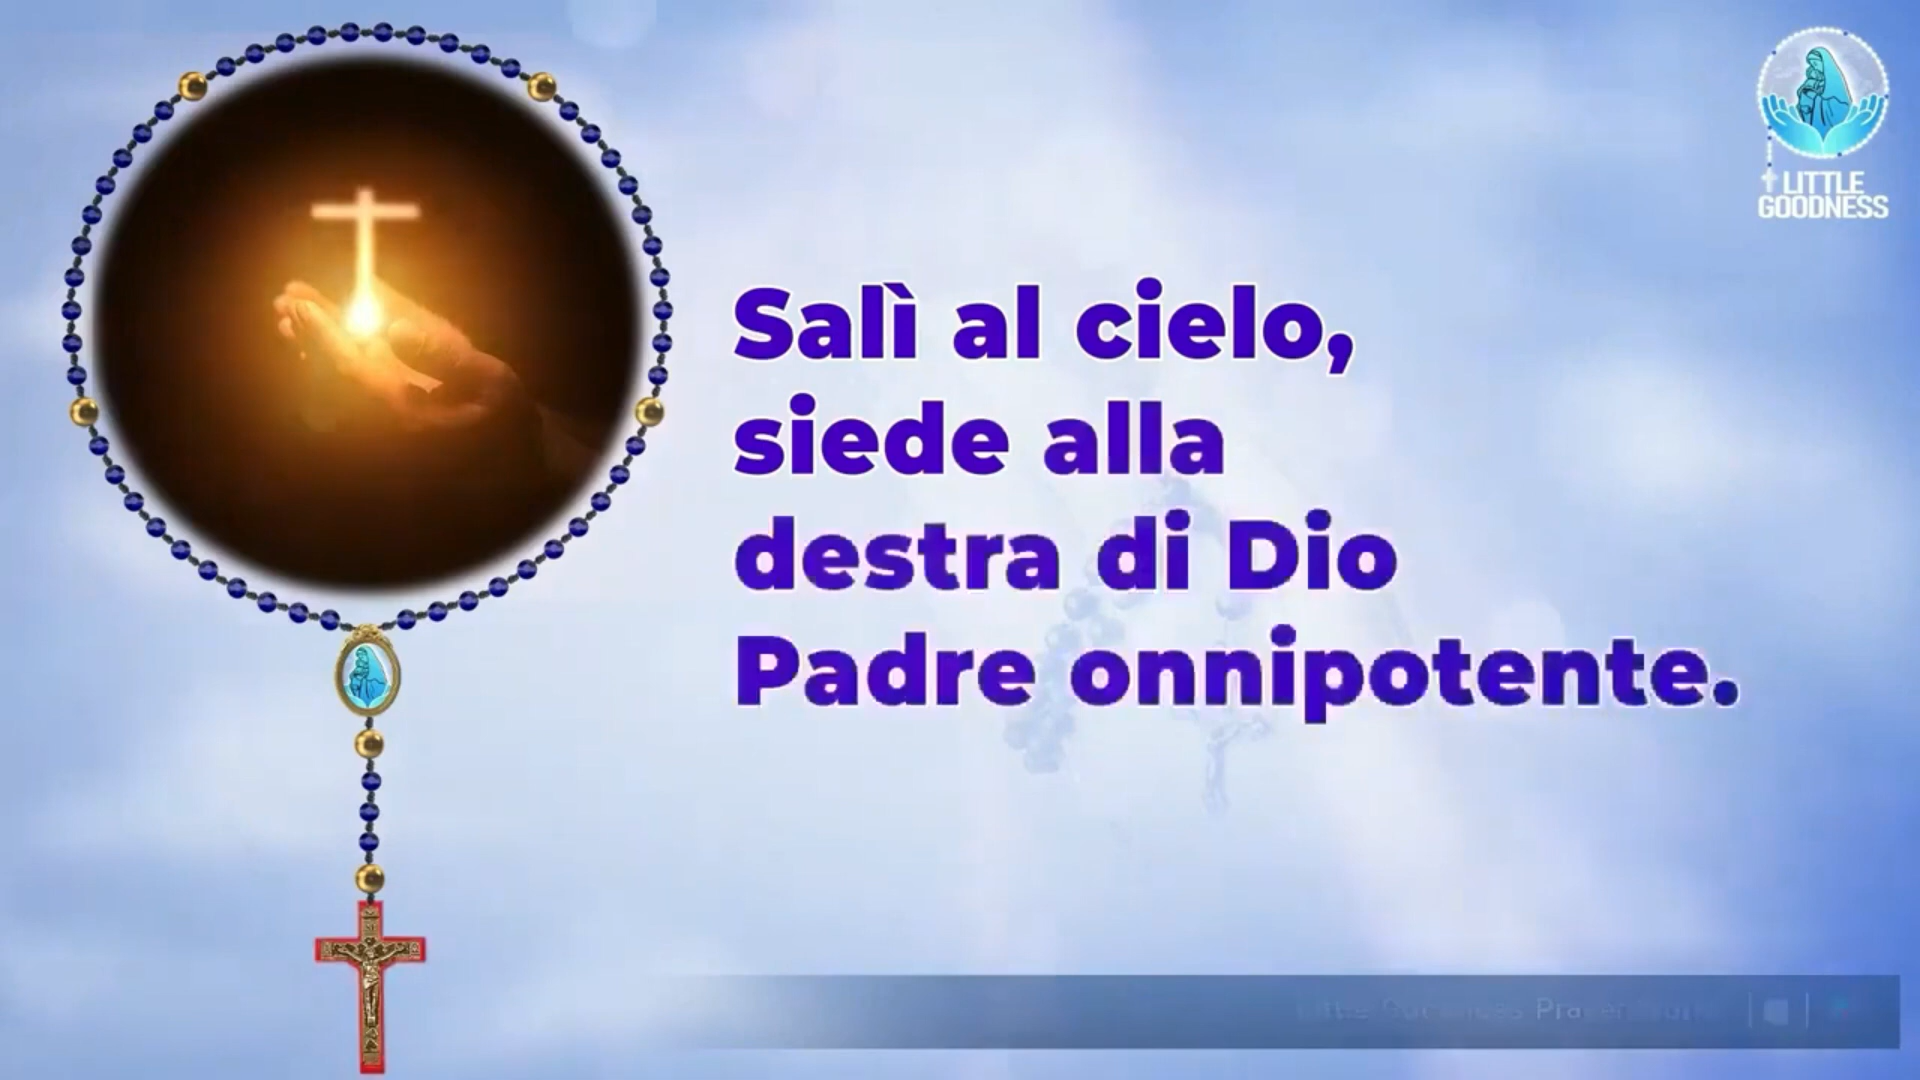 LITTLE
GOODNESS
Salì al cielo,
siede alla
destra di Dio
Padre onnipotente.